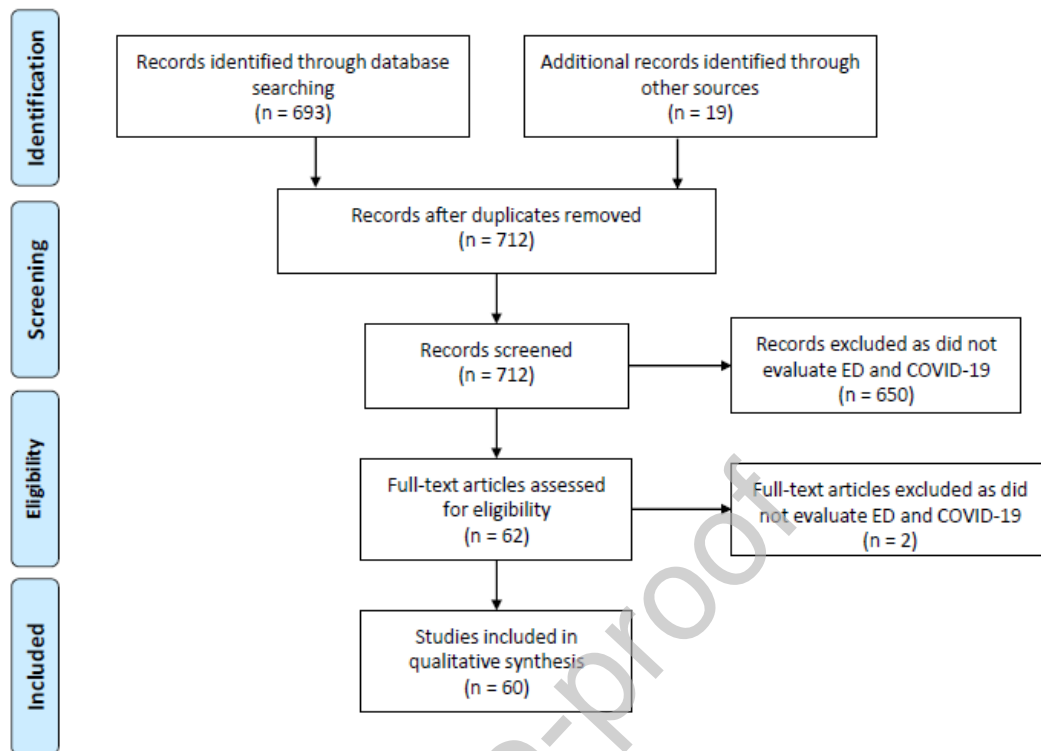 Identification
Records identified through database
searching
(n = 693)
Additional records identified through
other sources
(n = 19)
Screening
Records after duplicates removed
(n = 712)
Records screened
(n = 712)
Records excluded as did not
evaluate ED and COVID-19
(n = 650)
Eligibility
Full-text articles assessed
for eligibility
(n = 62)
Full-text articles excluded as did
not evaluate ED and COVID-19
(n = 2)
Included
Studies included in
qualitative synthesis
(n = 60)
-proof